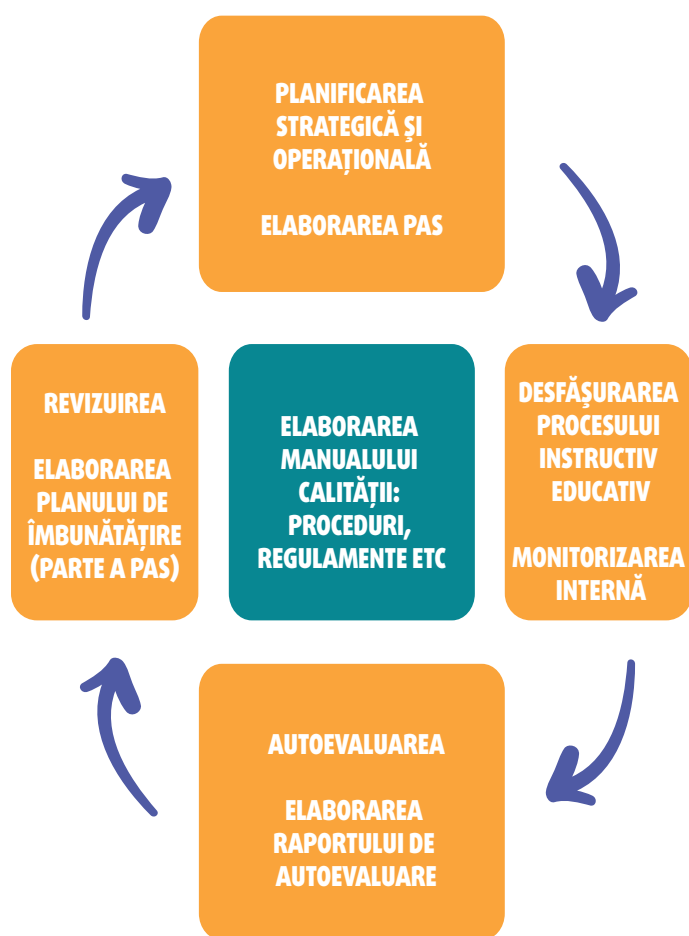 PLANIFICAREA
STRATEGICĂ ȘI
OPERAȚIONALĂ
ELABORAREA PAS
REVIZUIREA
ELABORAREA
PLANULUI DE
ÎMBUNĂTĂȚIRE
(PARTE A PAS)
ELABORAREA
MANUALULUI
CALITĂȚII:
PROCEDURI,
REGULAMENTE ETC
DESFĂȘURAREA
PROCESULUI
INSTRUCTIV
EDUCATIV
MONITORIZAREA
INTERNĂ
AUTOEVALUAREA
ELABORAREA
RAPORTULUI DE
AUTOEVALUARE